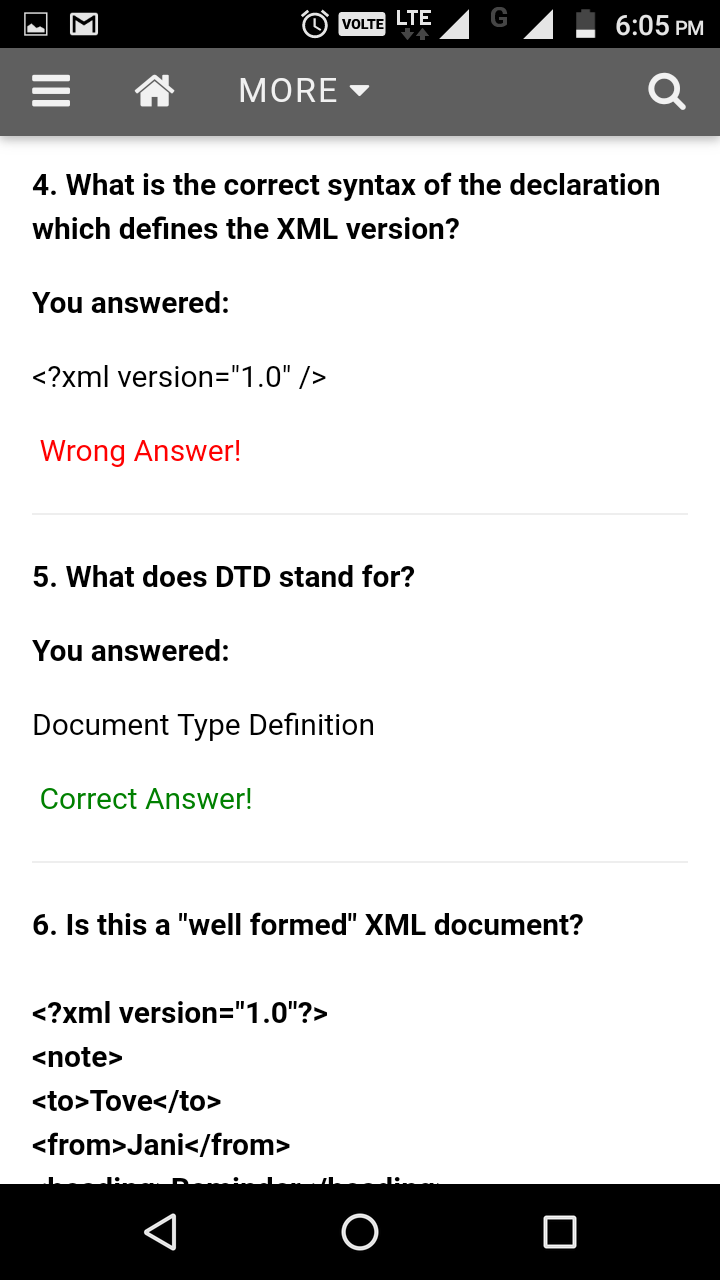 VOLTE LTE G 6:05 PM
MORE
4. What is the correct syntax of the declaration
which defines the XML version?
You answered:
<?xml version="1.0" />
Wrong Answer!
5. What does DTD stand for?
You answered:
Document Type Definition
Correct Answer!
6. Is this a "well formed" XML document?
<?xml version="1.0"?>
<note>
<to>Tove</to>
<from>Jani</from>
<heading>Reminder</heading>